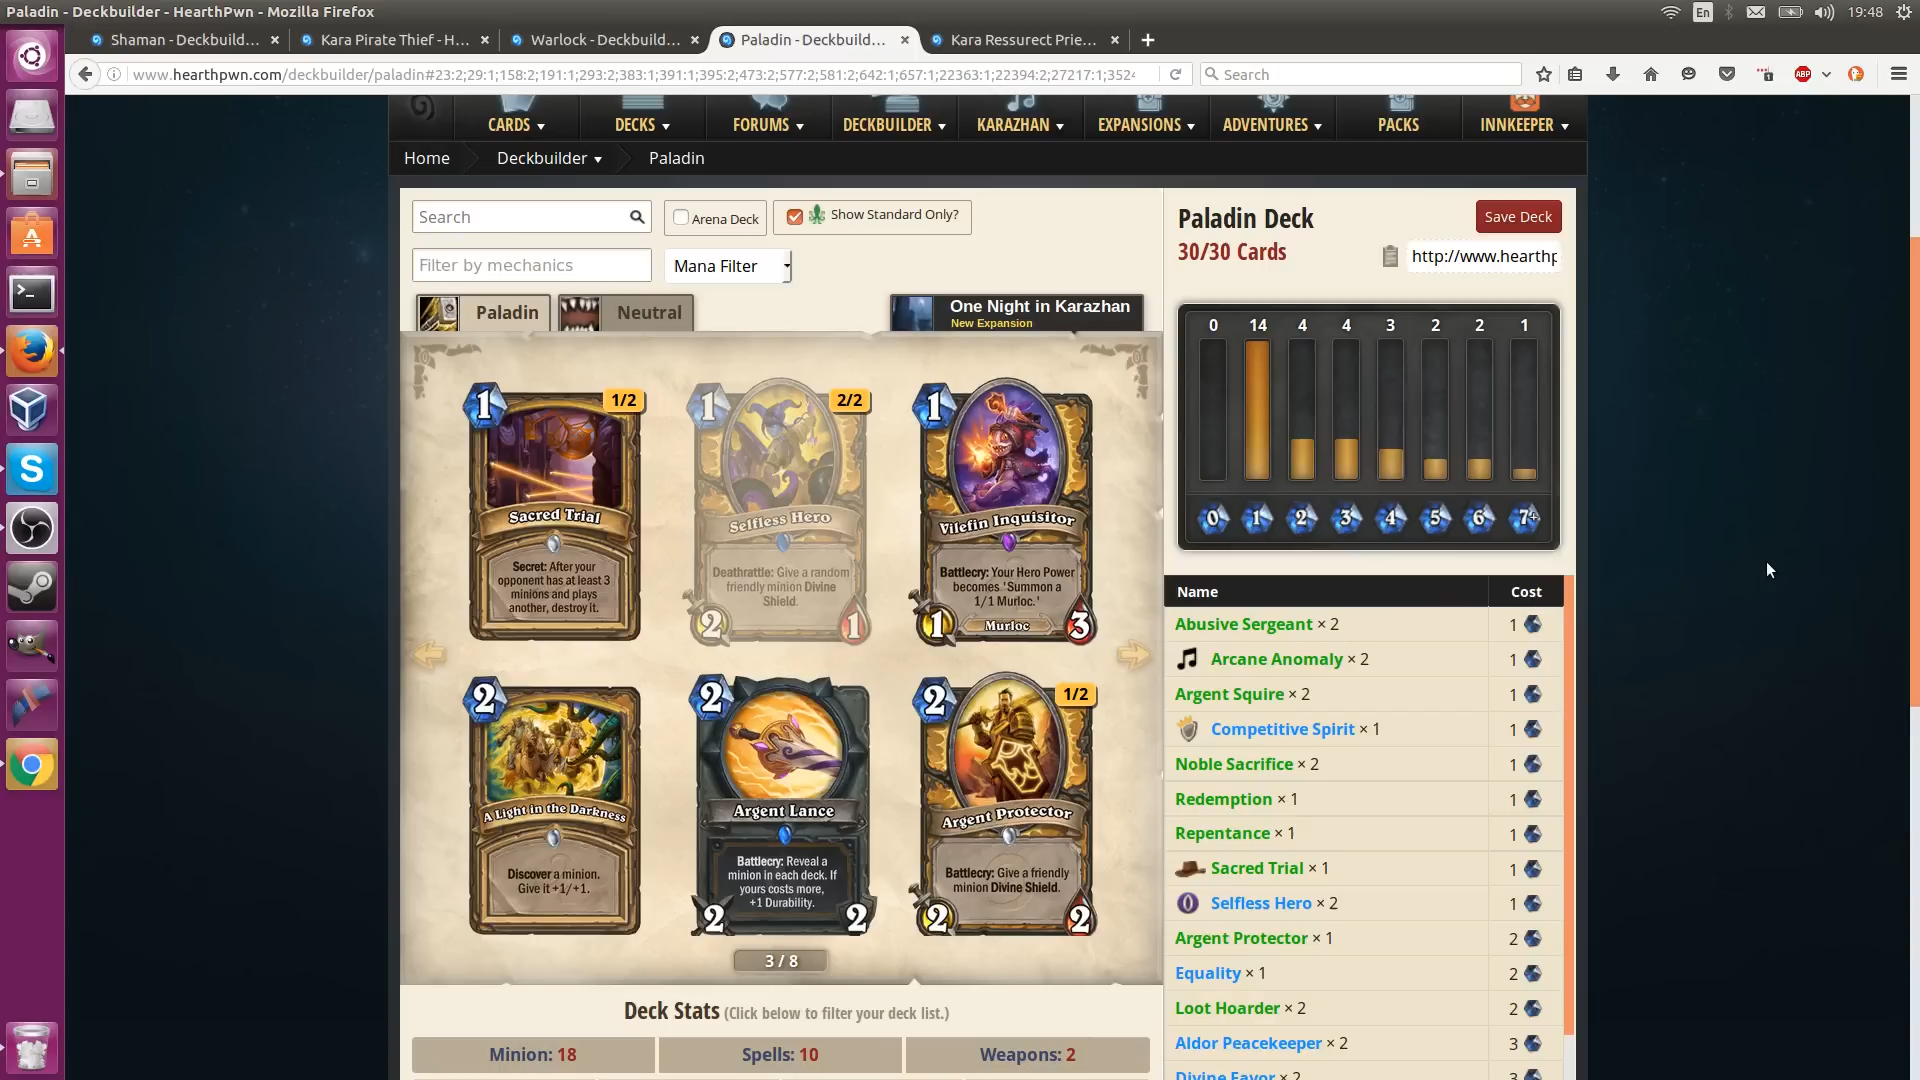 Paladin - Deckbuilder - HearthPwn - Mozilla Firefox
En
19:48
Shaman - Deckbuild...
Kara Pirate Thief - H...
Warlock - Deckbuild...
Paladin - Deckbuild...
Kara Ressurect Prie...
www.hearthpwn.com/deckbuilder/paladin#23:2;29:1;158:2;191:1;293:2;383:1;391:1;395:2;473:2;577:2;581:2;642:1;657:1;22363:1;22394:2;27217:1;3524
Search
ABP
CARDS
DECKS
FORUMS
DECKBUILDER
KARAZHAN
EXPANSIONS
ADVENTURES
PACKS
INNKEEPER
Home
Deckbuilder
Paladin
Search
Arena Deck
Show Standard Only?
Filter by mechanics
Mana Filter
Paladin
Neutral
One Night in Karazhan
New Expansion
1
1/2
Sacred Trial
Secret: After your
opponent has at least 3
minions and plays
another, destroy it.
1
2/2
Selfless Hero
Deathrattle: Give a random
friendly minion Divine
Shield.
2
1
1
Vilefin Inquisitor
Battlecry: Your Hero Power
becomes 'Summon a
1/1 Murloc.'
Murloc
1
3
2
A Light in the Darkness
Discover a minion.
Give it +1/+1.
2
Argent Lance
Battlecry: Reveal a
minion in each deck. If
yours costs more,
+1 Durability.
2
2
2
1/2
Argent Protector
Battlecry: Give a friendly
minion Divine Shield.
2
2
3 / 8
Deck Stats (Click below to filter your deck list.)
Minion: 18
Spells: 10
Weapons: 2
Paladin Deck
Save Deck
30/30 Cards
http://www.hearthp
0 14 4 4 3 2 2 1
0 1 2 3 4 5 6 7+
Name Cost
Abusive Sergeant × 2 1
Arcane Anomaly × 2 1
Argent Squire × 2 1
Competitive Spirit × 1 1
Noble Sacrifice × 2 1
Redemption × 1 1
Repentance × 1 1
Sacred Trial × 1 1
Selfless Hero × 2 1
Argent Protector × 1 2
Equality × 1 2
Loot Hoarder × 2 2
Aldor Peacekeeper × 2 3
Divine Favor × 2 3